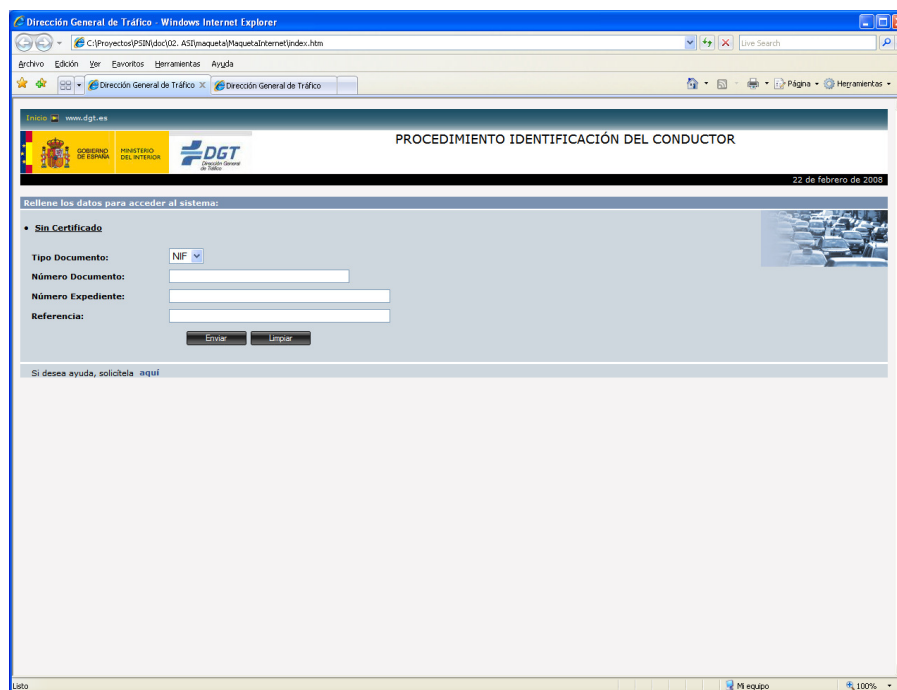 Dirección General de Tráfico - Windows Internet Explorer
C:\Proyectos\PSIN\doc\02. ASI\maqueta\MaquetaInternet\index.htm
Live Search
Archivo Edición Ver Favoritos Herramientas Ayuda
Dirección General de Tráfico
Dirección General de Tráfico
Página
Herramientas
Inicio www.dgt.es
GOBIERNO DE ESPAÑA
MINISTERIO DEL INTERIOR
DGT
Dirección General de Tráfico
PROCEDIMIENTO IDENTIFICACIÓN DEL CONDUCTOR
22 de febrero de 2008
Rellene los datos para acceder al sistema:
Sin Certificado
Tipo Documento: NIF
Número Documento:
Número Expediente:
Referencia:
Enviar Limpiar
Si desea ayuda, solicítela aquí
Listo
Mi equipo
100%